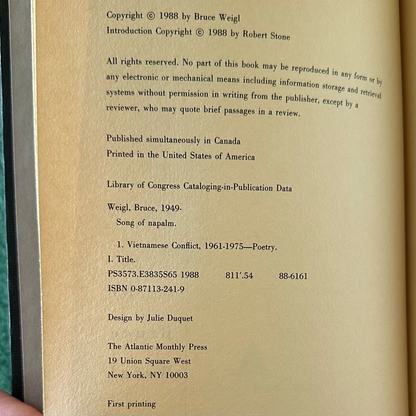 Copyright © 1988 by Bruce Weigl
Introduction Copyright © 1988 by Robert Stone
All rights reserved. No part of this book may be reproduced in any form or by
any electronic or mechanical means including information storage and retrieval
systems without permission in writing from the publisher, except by a
reviewer, who may quote brief passages in a review.
Published simultaneously in Canada
Printed in the United States of America
Library of Congress Cataloging-in-Publication Data
Weigl, Bruce, 1949-
Song of napalm.
1. Vietnamese Conflict, 1961-1975—Poetry.
I. Title.
PS3573.E3835S65 1988 811'.54 88-6161
ISBN 0-87113-241-9
Design by Julie Duquet
The Atlantic Monthly Press
19 Union Square West
New York, NY 10003
First printing